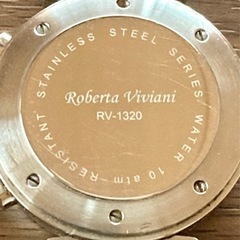 STAINLESS STEEL SERIES WATER 10 atm RESISTANT
Roberta Viviani
RV-1320